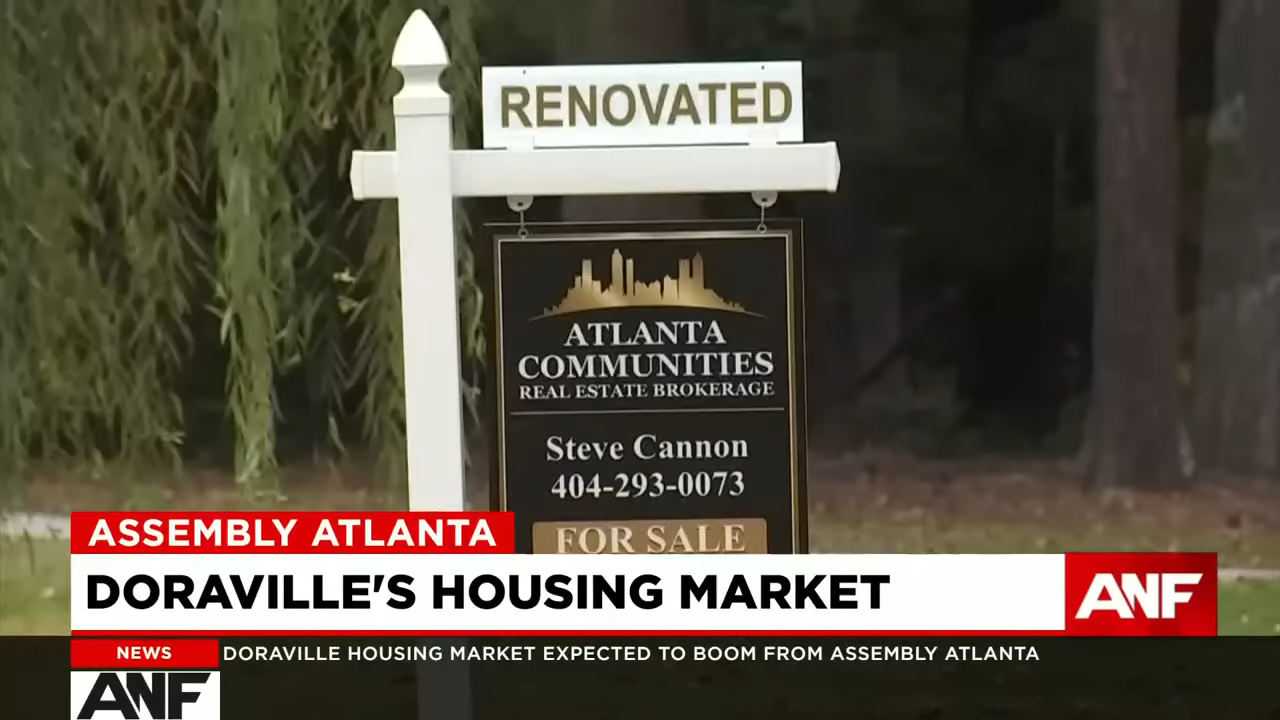 RENOVATED
ATLANTA
COMMUNITIES
REAL ESTATE BROKERAGE
Steve Cannon
404-293-0073
FOR SALE
ASSEMBLY ATLANTA
DORAVILLE'S HOUSING MARKET
ANF
NEWS
DORAVILLE HOUSING MARKET EXPECTED TO BOOM FROM ASSEMBLY ATLANTA
ANF